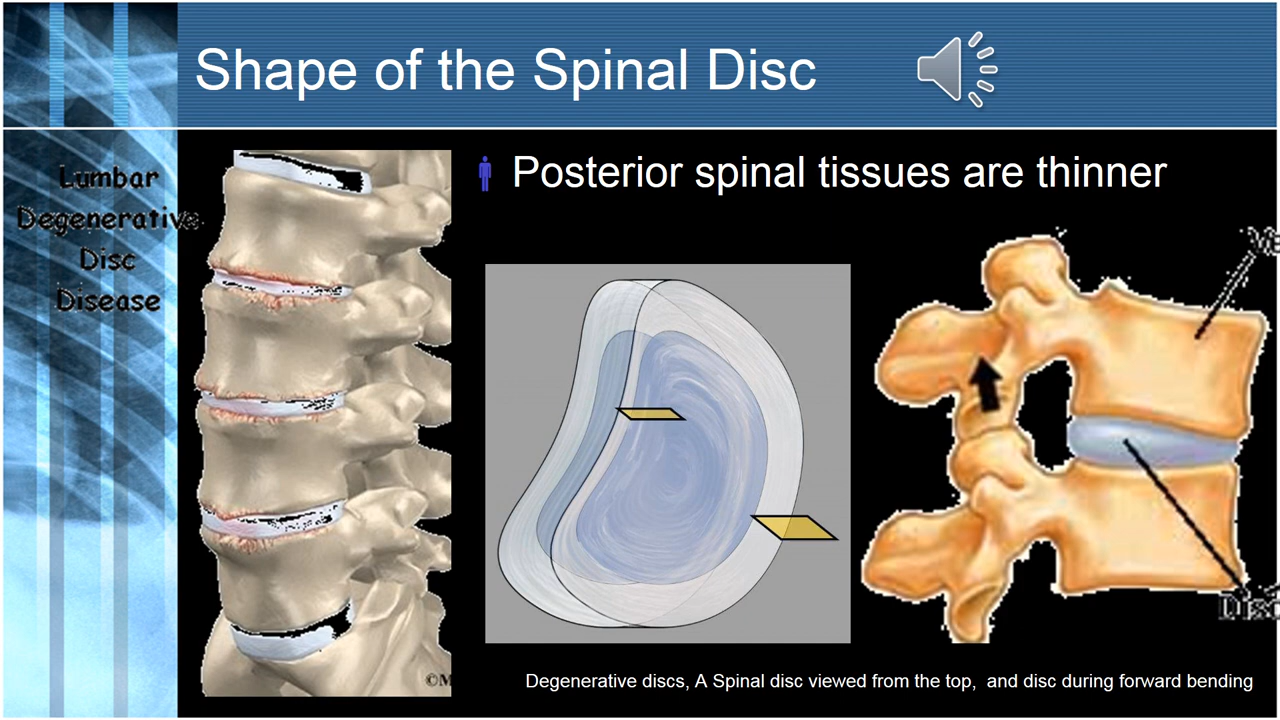 Shape of the Spinal Disc
Lumbar
Degenerative
Disc
Disease
Posterior spinal tissues are thinner
Degenerative discs, A Spinal disc viewed from the top, and disc during forward bending